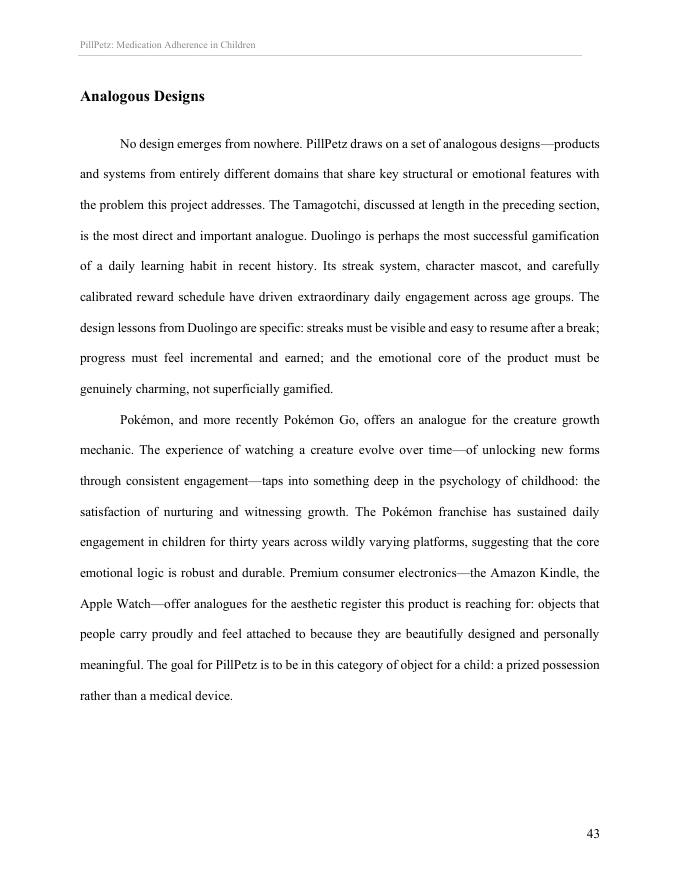 PillPetz: Medication Adherence in Children
Analogous Designs
No design emerges from nowhere. PillPetz draws on a set of analogous designs—products
and systems from entirely different domains that share key structural or emotional features with
the problem this project addresses. The Tamagotchi, discussed at length in the preceding section,
is the most direct and important analogue. Duolingo is perhaps the most successful gamification
of a daily learning habit in recent history. Its streak system, character mascot, and carefully
calibrated reward schedule have driven extraordinary daily engagement across age groups. The
design lessons from Duolingo are specific: streaks must be visible and easy to resume after a break;
progress must feel incremental and earned; and the emotional core of the product must be
genuinely charming, not superficially gamified.
Pokémon, and more recently Pokémon Go, offers an analogue for the creature growth
mechanic. The experience of watching a creature evolve over time—of unlocking new forms
through consistent engagement—taps into something deep in the psychology of childhood: the
satisfaction of nurturing and witnessing growth. The Pokémon franchise has sustained daily
engagement in children for thirty years across wildly varying platforms, suggesting that the core
emotional logic is robust and durable. Premium consumer electronics—the Amazon Kindle, the
Apple Watch—offer analogues for the aesthetic register this product is reaching for: objects that
people carry proudly and feel attached to because they are beautifully designed and personally
meaningful. The goal for PillPetz is to be in this category of object for a child: a prized possession
rather than a medical device.
43